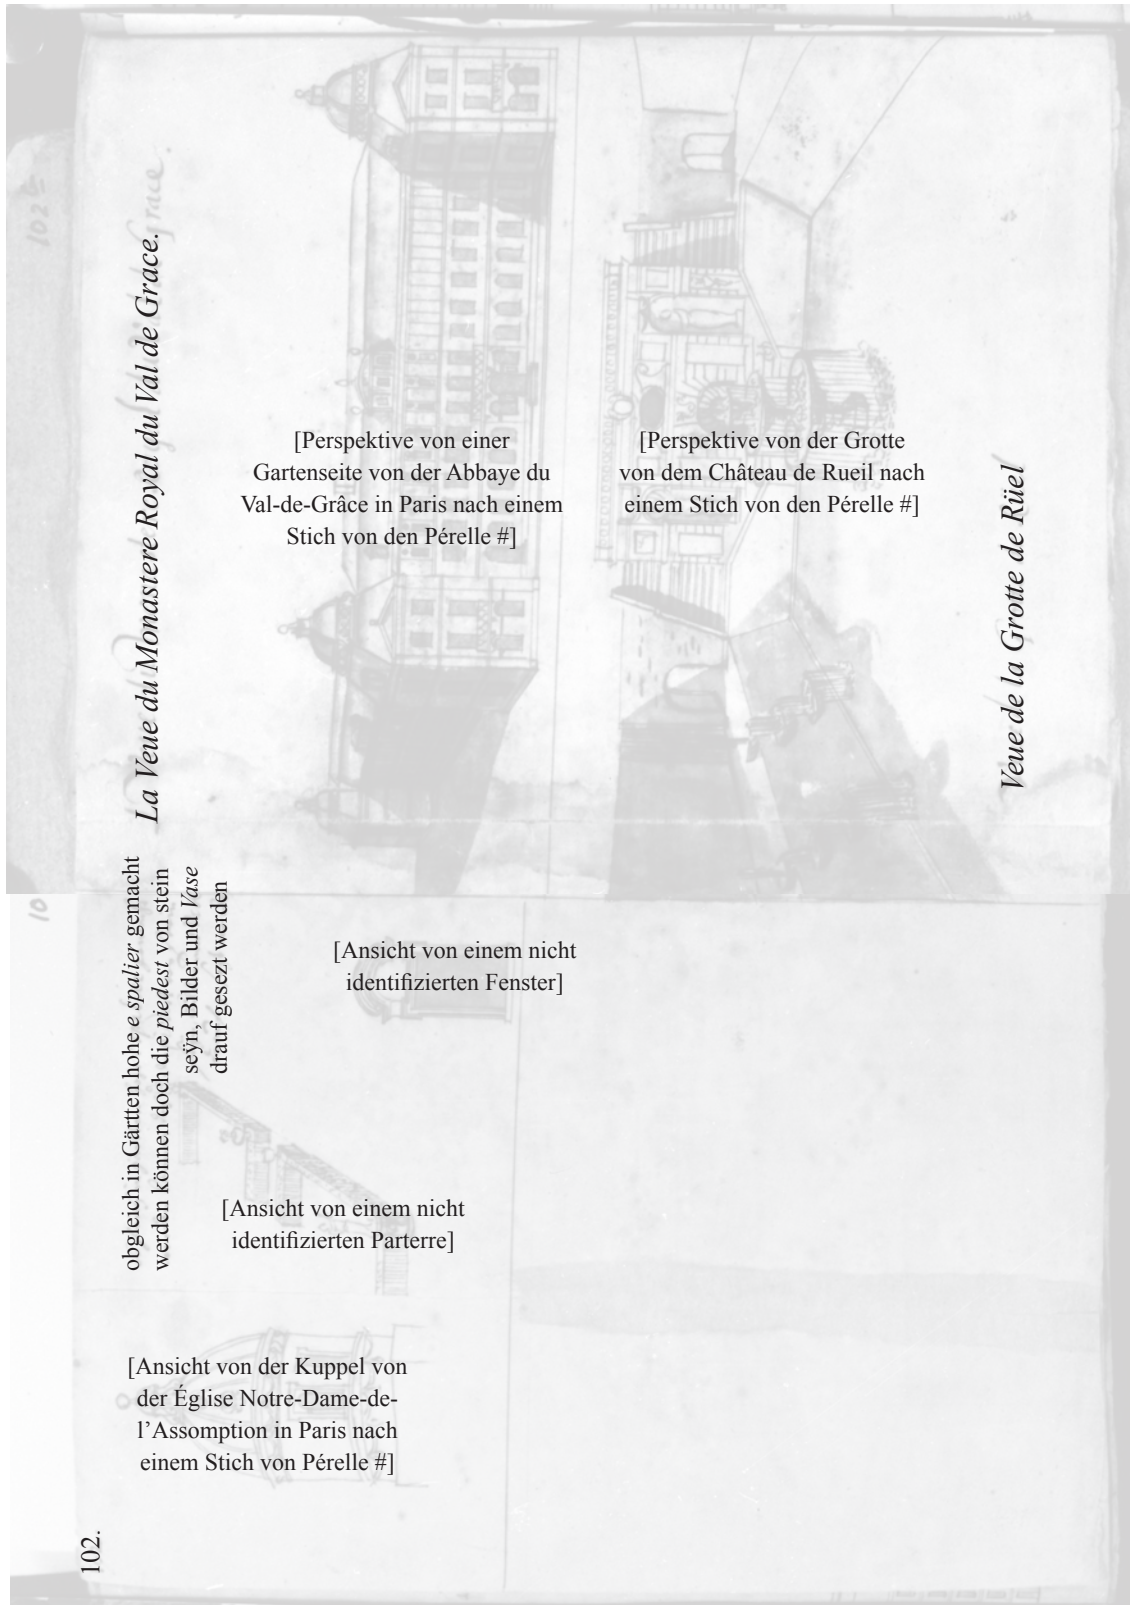 102.
obgleich in Gärtten hohe e spalier gemacht
werden können doch die piedest von stein
seÿn, Bilder und Vase
drauf gesezt werden
[Ansicht von der Kuppel von
der Église Notre-Dame-de-
l’Assomption in Paris nach
einem Stich von Pérelle #]
[Ansicht von einem nicht
identifizierten Parterre]
[Ansicht von einem nicht
identifizierten Fenster]
La Veue du Monastere Royal du Val de Grace.
[Perspektive von einer
Gartenseite von der Abbaye du
Val-de-Grâce in Paris nach einem
Stich von den Pérelle #]
[Perspektive von der Grotte
von dem Château de Rueil nach
einem Stich von den Pérelle #]
Veue de la Grotte de Rüel